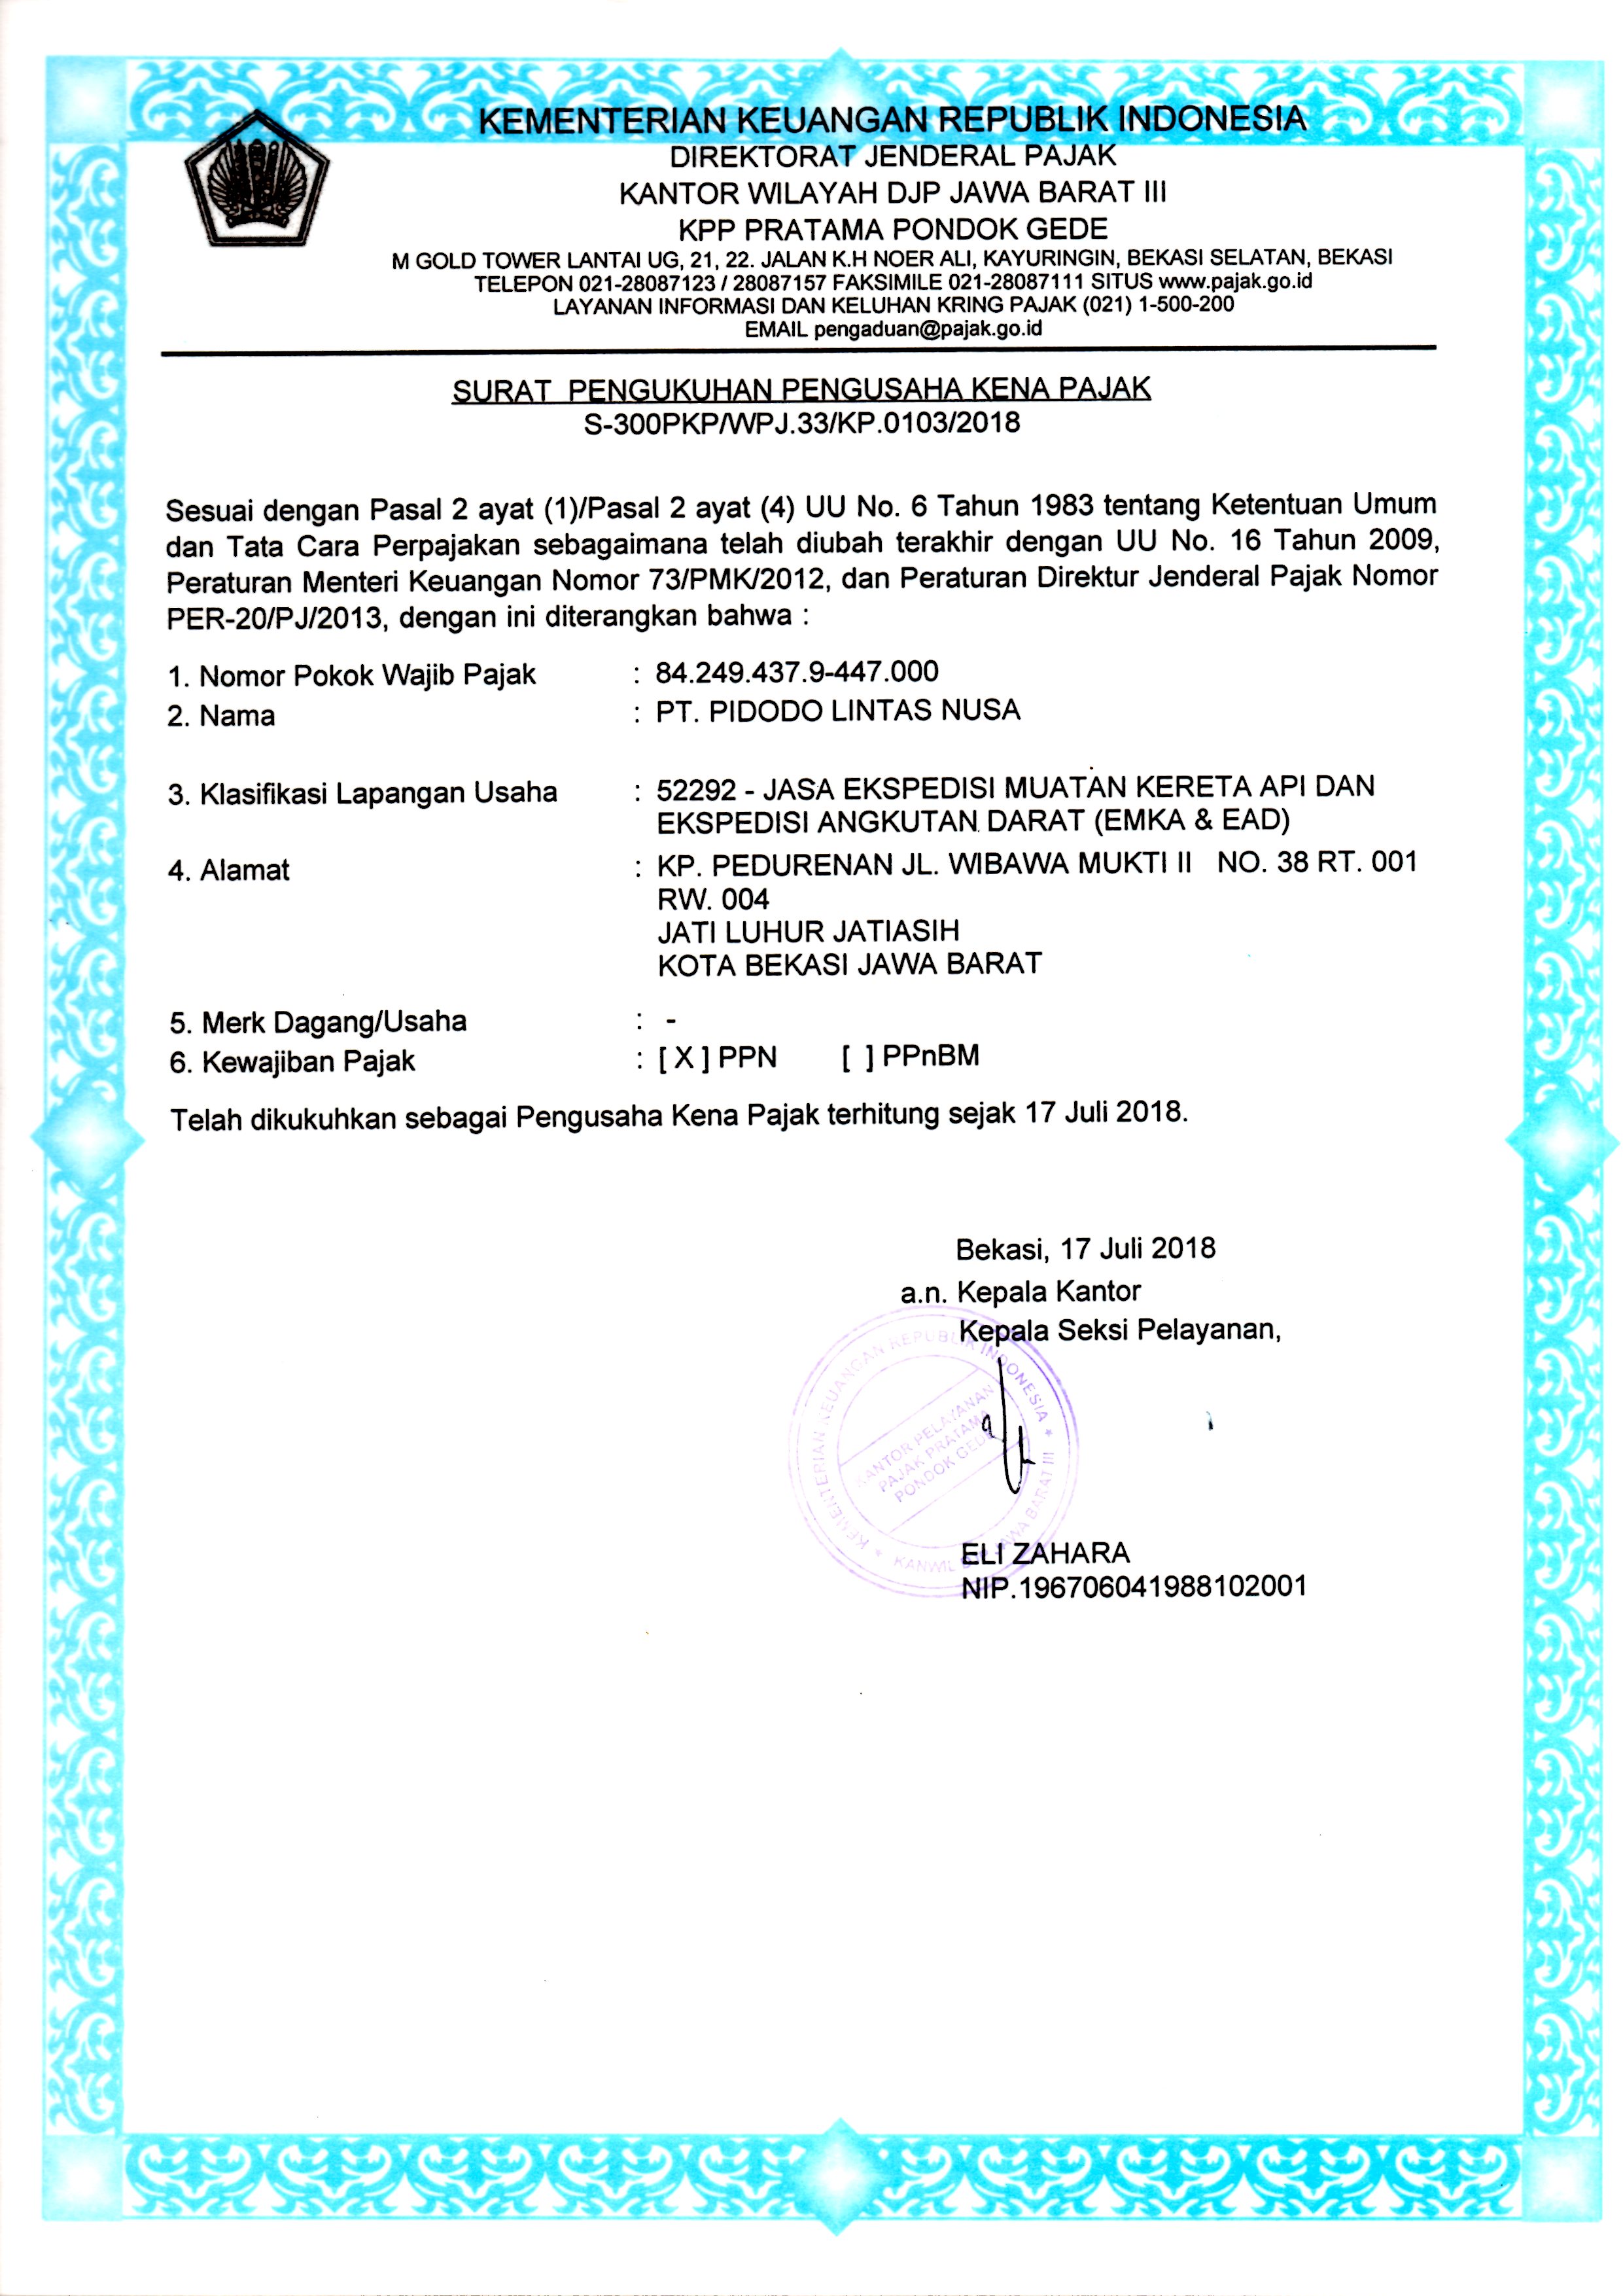 KEMENTERIAN KEUANGAN REPUBLIK INDONESIA
DIREKTORAT JENDERAL PAJAK
KANTOR WILAYAH DJP JAWA BARAT III
KPP PRATAMA PONDOK GEDE
M GOLD TOWER LANTAI UG, 21, 22. JALAN K.H NOER ALI, KAYURINGIN, BEKASI SELATAN, BEKASI
TELEPON 021-28087123 / 28087157 FAKSIMILE 021-28087111 SITUS www.pajak.go.id
LAYANAN INFORMASI DAN KELUHAN KRING PAJAK (021) 1-500-200
EMAIL pengaduan@pajak.go.id
SURAT PENGUKUHAN PENGUSAHA KENA PAJAK
S-300PKP/WPJ.33/KP.0103/2018
Sesuai dengan Pasal 2 ayat (1)/Pasal 2 ayat (4) UU No. 6 Tahun 1983 tentang Ketentuan Umum
dan Tata Cara Perpajakan sebagaimana telah diubah terakhir dengan UU No. 16 Tahun 2009,
Peraturan Menteri Keuangan Nomor 73/PMK/2012, dan Peraturan Direktur Jenderal Pajak Nomor
PER-20/PJ/2013, dengan ini diterangkan bahwa :
1. Nomor Pokok Wajib Pajak : 84.249.437.9-447.000
2. Nama : PT. PIDODO LINTAS NUSA
3. Klasifikasi Lapangan Usaha : 52292 - JASA EKSPEDISI MUATAN KERETA API DAN
EKSPEDISI ANGKUTAN DARAT (EMKA & EAD)
4. Alamat : KP. PEDURENAN JL. WIBAWA MUKTI II NO. 38 RT. 001
RW. 004
JATI LUHUR JATIASIH
KOTA BEKASI JAWA BARAT
5. Merk Dagang/Usaha : -
6. Kewajiban Pajak : [ X ] PPN [ ] PPnBM
Telah dikukuhkan sebagai Pengusaha Kena Pajak terhitung sejak 17 Juli 2018.
Bekasi, 17 Juli 2018
a.n. Kepala Kantor
Kepala Seksi Pelayanan,
KEMENTERIAN KEUANGAN REPUBLIK INDONESIA
KANTOR PELAYANAN
PAJAK PRATAMA
PONDOK GEDE
KANWIL DJP JAWA BARAT III
ELI ZAHARA
NIP.196706041988102001